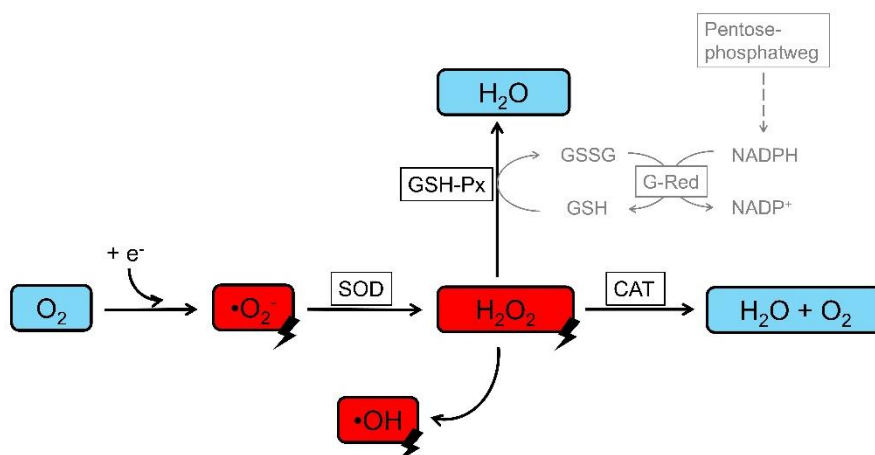 Pentose-
phosphatweg
H₂O
GSSG
NADPH
GSH-Px
G-Red
GSH
NADP⁺
+ e⁻
SOD
CAT
O₂
•O₂⁻
H₂O₂
H₂O + O₂
•OH